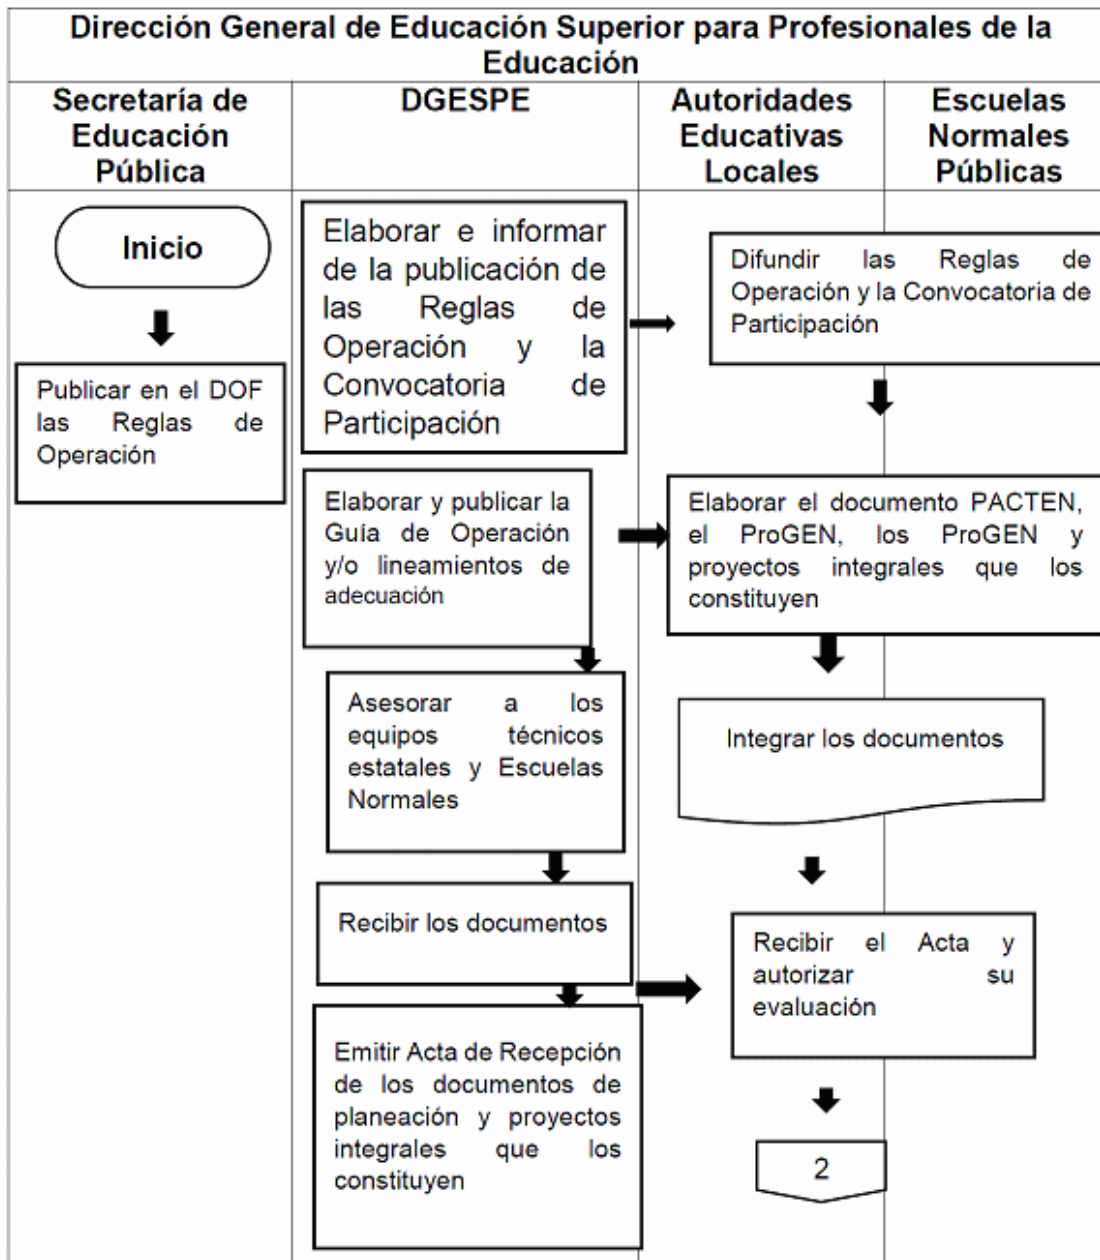 Dirección General de Educación Superior para Profesionales de la
Educación
Secretaría de
Educación
Pública
DGESPE
Autoridades
Educativas
Locales
Escuelas
Normales
Públicas
Inicio
Publicar en el DOF
las Reglas de
Operación
Elaborar e informar
de la publicación de
las Reglas de
Operación y la
Convocatoria de
Participación
Difundir las Reglas de
Operación y la Convocatoria de
Participación
Elaborar y publicar la
Guía de Operación
y/o lineamientos de
adecuación
Elaborar el documento PACTEN,
el ProGEN, los ProGEN y
proyectos integrales que los
constituyen
Asesorar a los
equipos técnicos
estatales y Escuelas
Normales
Integrar los documentos
Recibir los documentos
Recibir el Acta y
autorizar su
evaluación
Emitir Acta de Recepción
de los documentos de
planeación y proyectos
integrales que los
constituyen
2